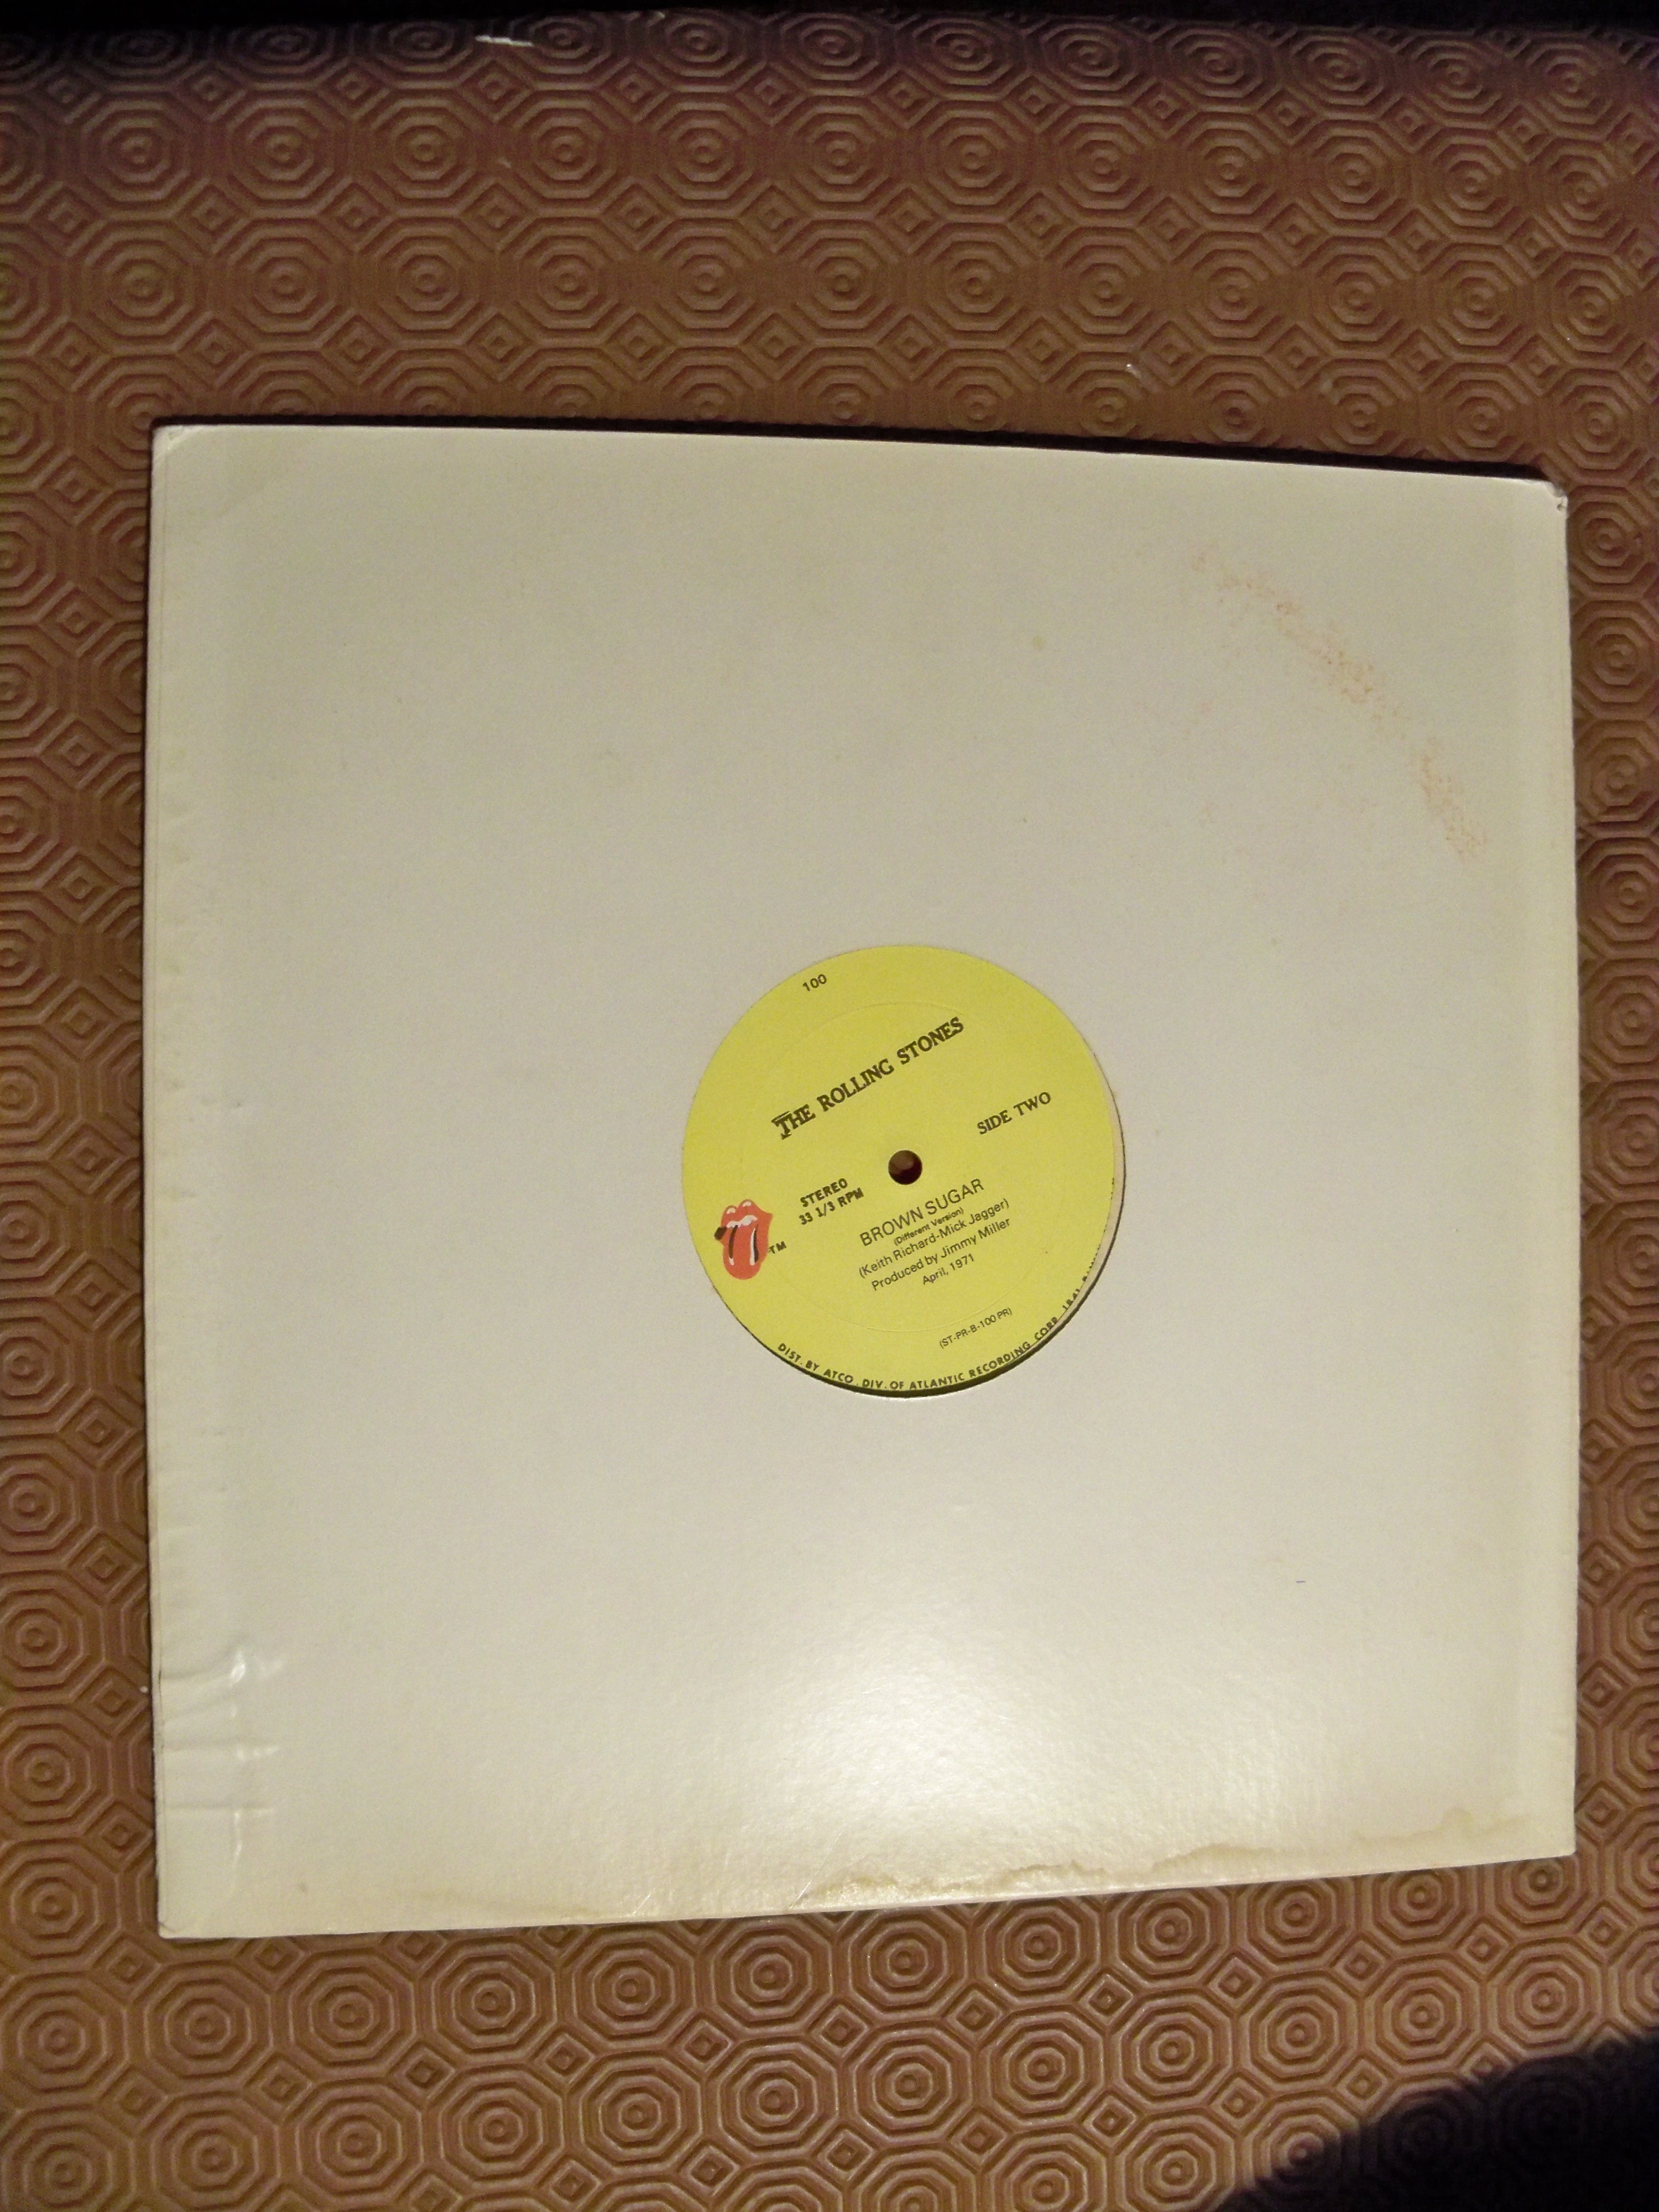 100
THE ROLLING STONES
SIDE TWO
STEREO
33 1/3 RPM
BROWN SUGAR
(Different Version)
(Keith Richard-Mick Jagger)
Produced by Jimmy Miller
April, 1971
TM
(ST-PR-B-100 PR)
DIST. BY ATCO DIV. OF ATLANTIC RECORDING CORP.